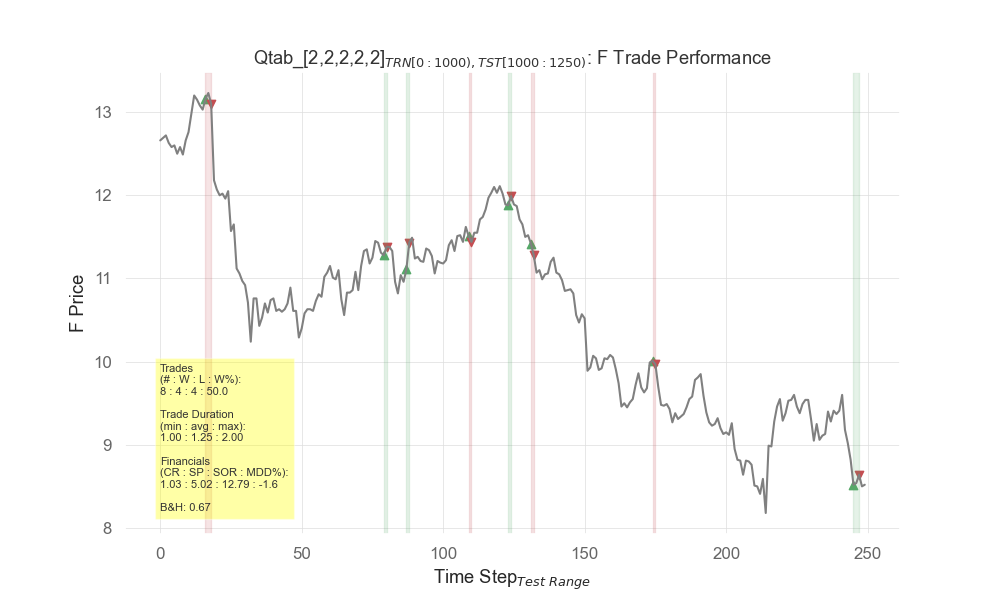 Qtab_[2,2,2,2,2]TRN[0 : 1000), TST[1000 : 1250) : F Trade Performance
13
12
11
10
9
8
F Price
Trades
(# : W : L : W%):
8 : 4 : 4 : 50.0
Trade Duration
(min : avg : max):
1.00 : 1.25 : 2.00
Financials
(CR : SP : SOR : MDD%):
1.03 : 5.02 : 12.79 : -1.6
B&H: 0.67
0 50 100 150 200 250
Time StepTest Range